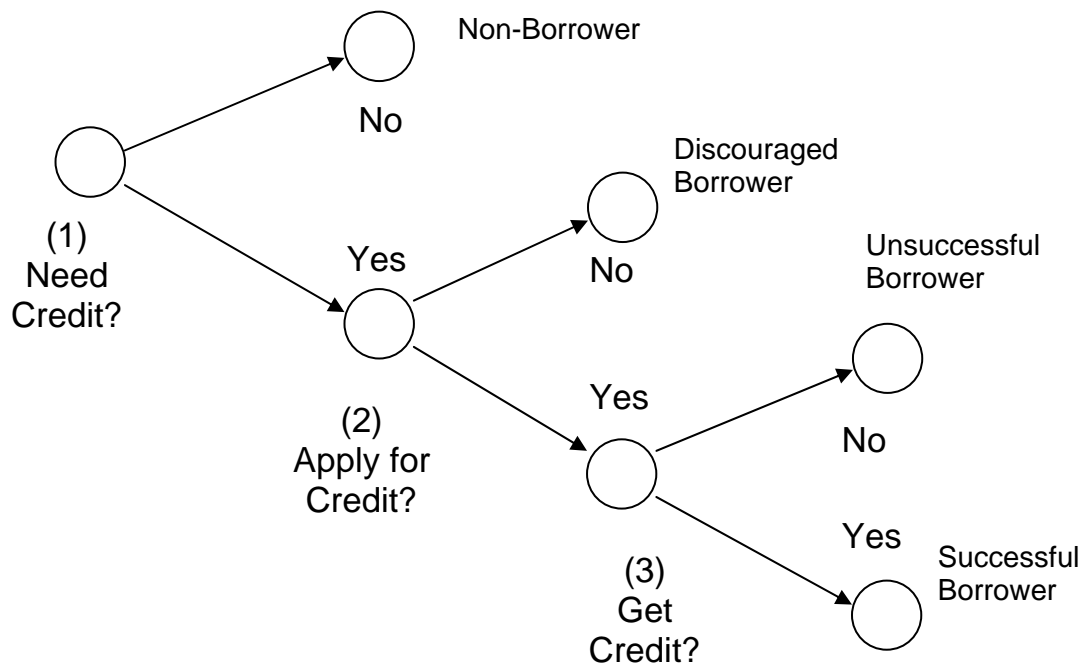 Non-Borrower
No
Discouraged
Borrower
(1)
Need
Credit?
Yes
No
Unsuccessful
Borrower
(2)
Apply for
Credit?
Yes
No
(3)
Get
Credit?
Yes
Successful
Borrower